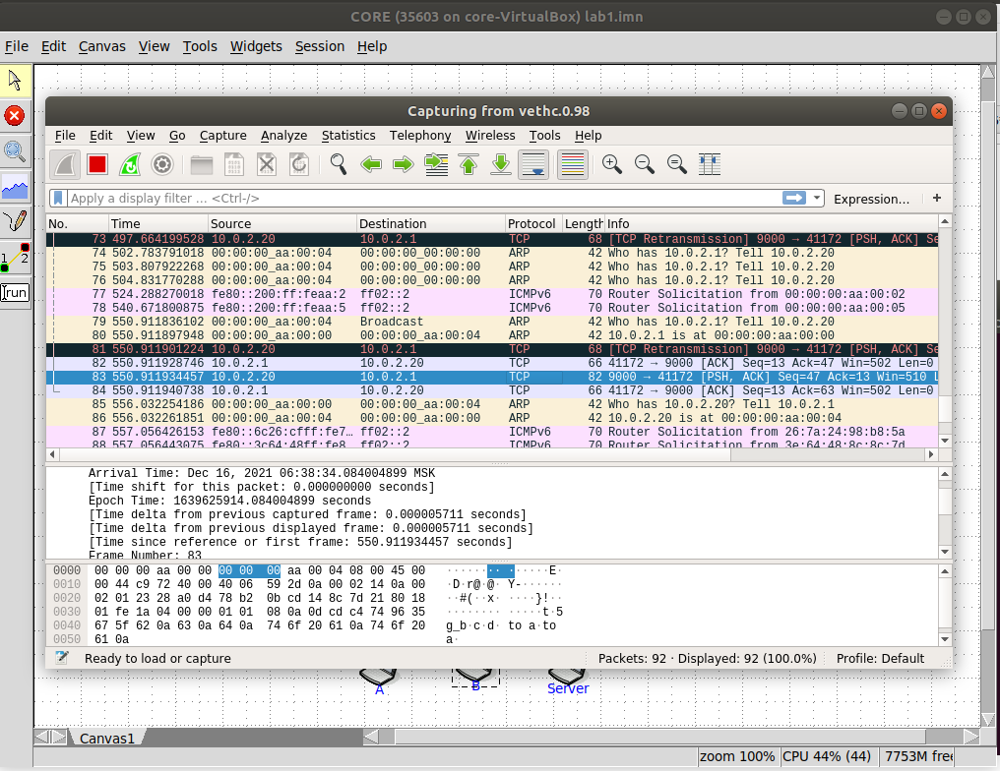 CORE (35603 on core-VirtualBox) lab1.imn
File Edit Canvas View Tools Widgets Session Help
Capturing from vethc.0.98
File Edit View Go Capture Analyze Statistics Telephony Wireless Tools Help
Apply a display filter ... <Ctrl-/> Expression... +
No. Time Source Destination Protocol Length Info
73 497.664199528 10.0.2.20 10.0.2.1 TCP 68 [TCP Retransmission] 9000 → 41172 [PSH, ACK] Se
74 502.783791018 00:00:00_aa:00:04 00:00:00_00:00:00 ARP 42 Who has 10.0.2.1? Tell 10.0.2.20
75 503.807922268 00:00:00_aa:00:04 00:00:00_00:00:00 ARP 42 Who has 10.0.2.1? Tell 10.0.2.20
76 504.831770288 00:00:00_aa:00:04 00:00:00_00:00:00 ARP 42 Who has 10.0.2.1? Tell 10.0.2.20
77 524.288270018 fe80::200:ff:feaa:2 ff02::2 ICMPv6 70 Router Solicitation from 00:00:00:aa:00:02
78 540.671800875 fe80::200:ff:feaa:5 ff02::2 ICMPv6 70 Router Solicitation from 00:00:00:aa:00:05
79 550.911836102 00:00:00_aa:00:04 Broadcast ARP 42 Who has 10.0.2.1? Tell 10.0.2.20
80 550.911897948 00:00:00_aa:00:00 00:00:00_aa:00:04 ARP 42 10.0.2.1 is at 00:00:00:aa:00:00
81 550.911901224 10.0.2.20 10.0.2.1 TCP 68 [TCP Retransmission] 9000 → 41172 [PSH, ACK] Se
82 550.911928746 10.0.2.1 10.0.2.20 TCP 66 41172 → 9000 [ACK] Seq=13 Ack=47 Win=502 Len=0
83 550.911934457 10.0.2.20 10.0.2.1 TCP 82 9000 → 41172 [PSH, ACK] Seq=47 Ack=13 Win=510 L
84 550.911940738 10.0.2.1 10.0.2.20 TCP 66 41172 → 9000 [ACK] Seq=13 Ack=63 Win=502 Len=0
85 556.032254186 00:00:00_aa:00:00 00:00:00_aa:00:04 ARP 42 Who has 10.0.2.20? Tell 10.0.2.1
86 556.032261851 00:00:00_aa:00:04 00:00:00_aa:00:00 ARP 42 10.0.2.20 is at 00:00:00:aa:00:04
87 557.056426153 fe80::6c26:cfff:fe7… ff02::2 ICMPv6 70 Router Solicitation from 26:7a:24:98:b8:5a
88 557.056443075 fe80::3c64:48ff:fe8 ff02::2 ICMPv6 70 Router Solicitation from 3e:64:48:8c:8c:7d
Arrival Time: Dec 16, 2021 06:38:34.084004899 MSK
[Time shift for this packet: 0.000000000 seconds]
Epoch Time: 1639625914.084004899 seconds
[Time delta from previous captured frame: 0.000005711 seconds]
[Time delta from previous displayed frame: 0.000005711 seconds]
[Time since reference or first frame: 550.911934457 seconds]
Frame Number: 83
0000 00 00 00 aa 00 00 00 00 00 aa 00 04 08 00 45 00 ··············E·
0010 00 44 c9 72 40 00 40 06 59 2d 0a 00 02 14 0a 00 ·D·r@·@·Y-······
0020 02 01 23 28 a0 d4 78 b2 0b cd 14 8c 7d 21 80 18 ··#(··x·····}!··
0030 01 fe 1a 04 00 00 01 01 08 0a 0d cd c4 74 96 35 ·············t·5
0040 67 5f 62 0a 63 0a 64 0a 74 6f 20 61 0a 74 6f 20 g_b·c·d·to a·to
0050 61 0a a·
Ready to load or capture Packets: 92 · Displayed: 92 (100.0%) Profile: Default
1 2
run
A B Server
Canvas1
zoom 100% CPU 44% (44) 7753M free